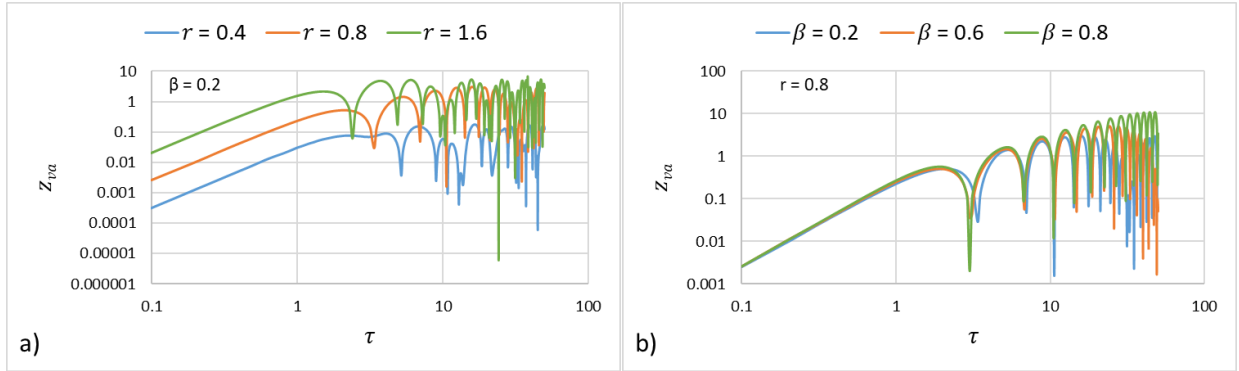 r = 0.4 r = 0.8 r = 1.6
β = 0.2
10
1
0.1
0.01
0.001
0.0001
0.00001
0.000001
z_va
0.1 1 10 100
τ
a)
β = 0.2 β = 0.6 β = 0.8
r = 0.8
100
10
1
0.1
0.01
0.001
z_va
0.1 1 10 100
τ
b)